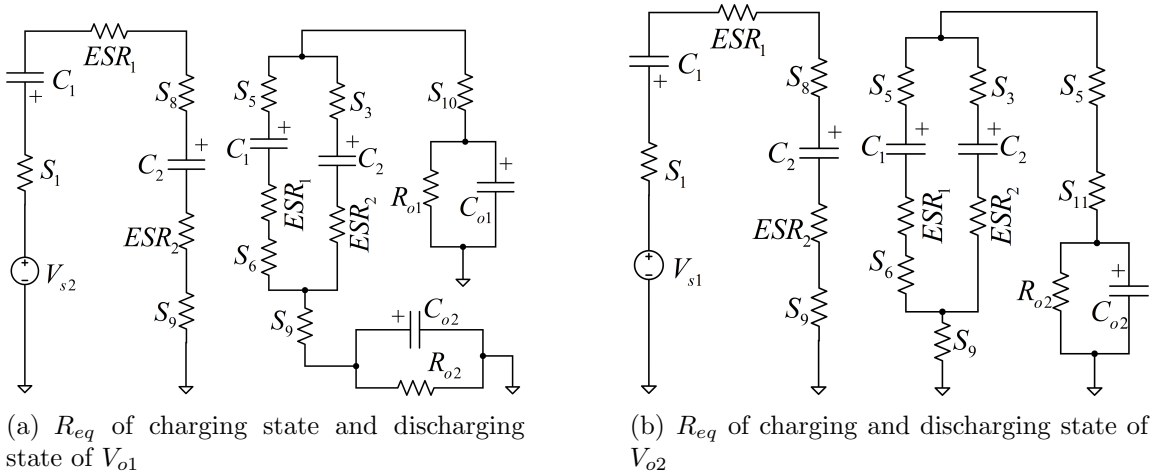 ESR₁
C₁
+
S₈
+
C₂
S₁
ESR₂
+
−
Vs2
S₉
S₅
S₃
S₁₀
+
C₁
+
C₂
+
ESR₁
ESR₂
Ro1
Co1
S₆
S₉
+
Co2
Ro2
(a) Req of charging state and discharging
state of Vo1
ESR₁
C₁
+
S₈
+
C₂
S₁
ESR₂
+
−
Vs1
S₉
S₅
S₃
S₅
+
C₁
+
C₂
ESR₁
ESR₂
S₁₁
S₆
+
Ro2
Co2
S₉
(b) Req of charging and discharging state of
Vo2